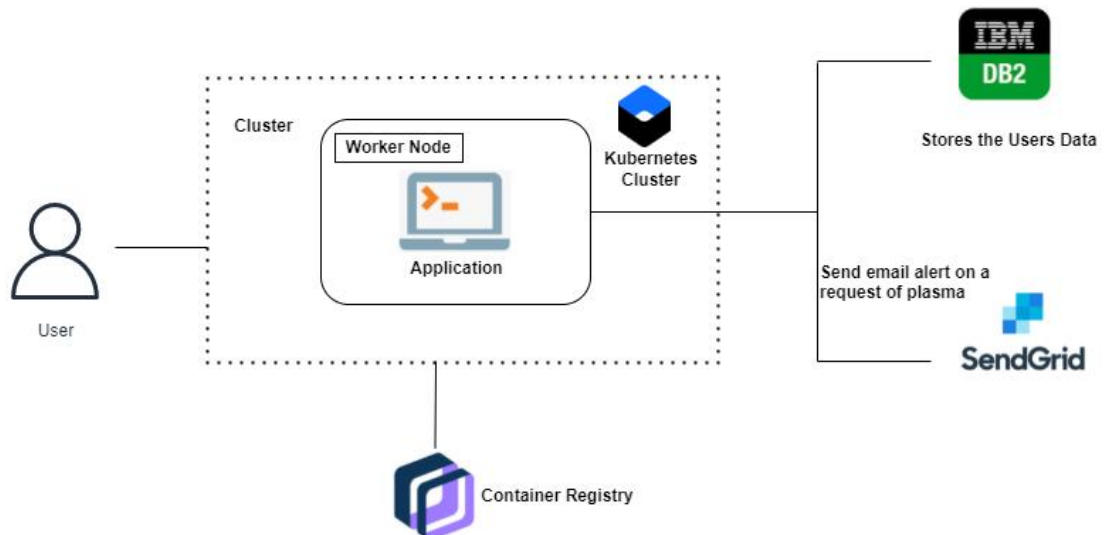 IBM
DB2
Stores the Users Data
Cluster
Worker Node
Kubernetes
Cluster
Application
User
Send email alert on a
request of plasma
SendGrid
Container Registry